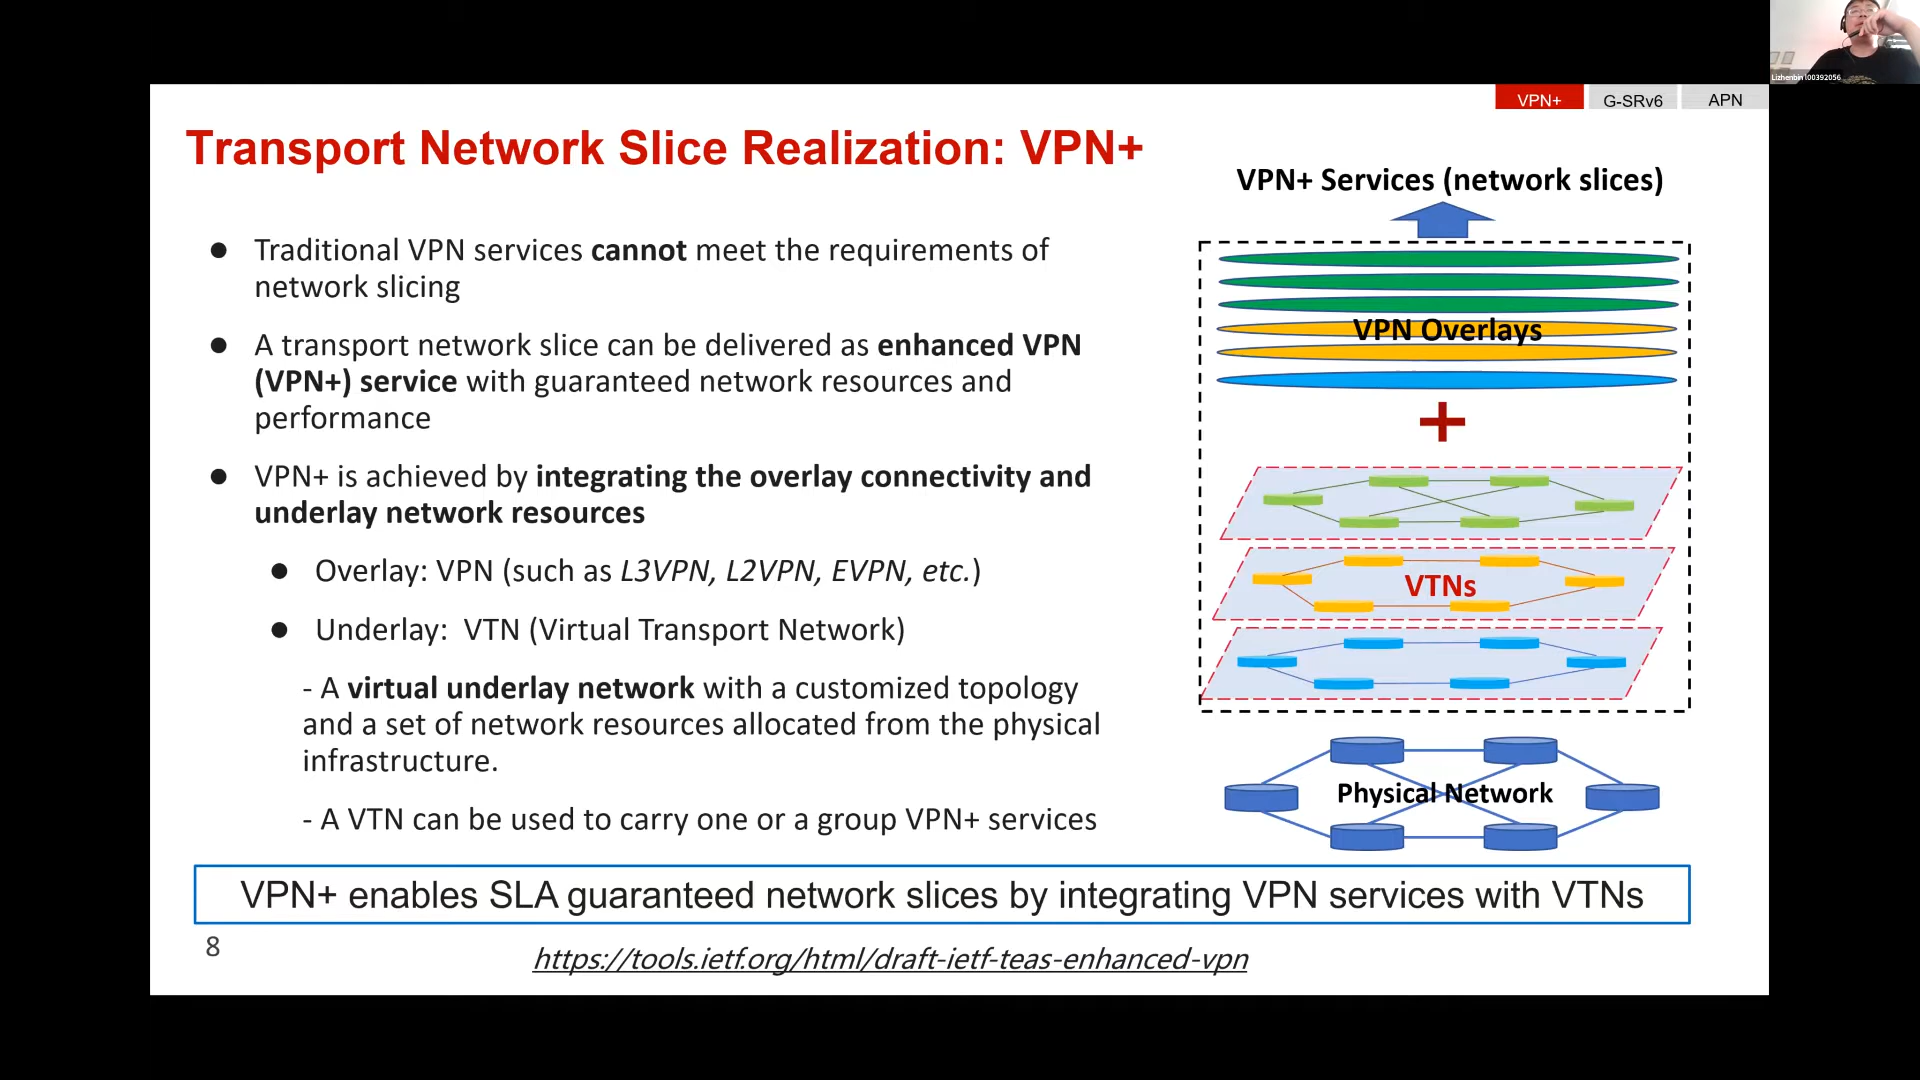 Lizhenbin l00392056
VPN+ G-SRv6 APN
Transport Network Slice Realization: VPN+
● Traditional VPN services cannot meet the requirements of
network slicing
● A transport network slice can be delivered as enhanced VPN
(VPN+) service with guaranteed network resources and
performance
● VPN+ is achieved by integrating the overlay connectivity and
underlay network resources
● Overlay: VPN (such as L3VPN, L2VPN, EVPN, etc.)
● Underlay: VTN (Virtual Transport Network)
- A virtual underlay network with a customized topology
and a set of network resources allocated from the physical
infrastructure.
- A VTN can be used to carry one or a group VPN+ services
VPN+ Services (network slices)
VPN Overlays
+
VTNs
Physical Network
VPN+ enables SLA guaranteed network slices by integrating VPN services with VTNs
8
https://tools.ietf.org/html/draft-ietf-teas-enhanced-vpn